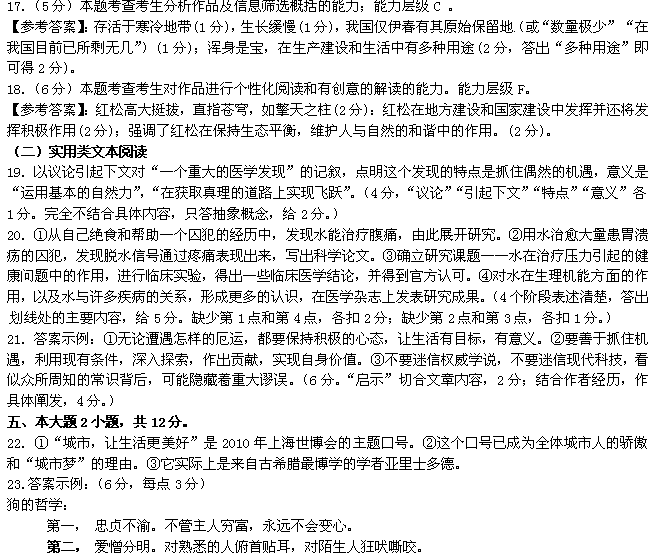 17.（5分）本题考查考生分析作品及信息筛选概括的能力；能力层级C 。
【参考答案】：存活于寒冷地带(1分)，生长缓慢(1分)，我国仅伊春有其原始保留地（或“数量极少”“在
我国目前已所剩无几”）(1分)；浑身是宝，在生产建设和生活中有多种用途(2分，答出“多种用途”即
可得2分)。
18.（6分）本题考查考生对作品进行个性化阅读和有创意的解读的能力。能力层级F。
【参考答案】：红松高大挺拔，直指苍穹，如擎天之柱(2分)：红松在地方建设和国家建设中发挥并还将发
挥积极作用(2分)；强调了红松在保持生态平衡，维护人与自然的和谐中的作用。(2分)。
（二）实用类文本阅读
19. 以议论引起下文对“一个重大的医学发现”的记叙，点明这个发现的特点是抓住偶然的机遇，意义是
“运用基本的自然力”，“在获取真理的道路上实现飞跃”。（4分，“议论”“引起下文”“特点”“意义”各
1分。完全不结合具体内容，只答抽象概念，给2分。）
20. ①从自己绝食和帮助一个囚犯的经历中，发现水能治疗腹痛，由此展开研究。②用水治愈大量患胃溃
疡的囚犯，发现脱水信号通过疼痛表现出来，写出科学论文。③确立研究课题一一水在治疗压力引起的健
康问题中的作用，进行临床实验，得出一些临床医学结论，并得到官方认可。④对水在生理机能方面的作
用，以及水与许多疾病的关系，形成更多的认识，在医学杂志上发表研究成果。（4个阶段表述清楚，答出
划线处的主要内容，给5分。缺少第1点和第4点，各扣2分；缺少第2点和第3点，各扣1分。）
21. 答案示例：①无论遭遇怎样的厄运，都要保持积极的心态，让生活有目标，有意义。②要善于抓住机
遇，利用现有条件，深入探索，作出贡献，实现自身价值。③不要迷信权威学说，不要迷信现代科技，看
似众所周知的常识背后，可能隐藏着重大谬误。（6分。“启示”切合文章内容，2分；结合作者经历，作
具体阐发，4分。）
五、本大题2小题，共12分。
22. ①“城市，让生活更美好”是2010年上海世博会的主题口号。②这个口号已成为全体城市人的骄傲
和“城市梦”的理由。③它实际上是来自古希腊最博学的学者亚里士多德。
23.答案示例：（6分，每点3分）
狗的哲学：
第一， 忠贞不渝。不管主人穷富，永远不会变心。
第二， 爱憎分明。对熟悉的人俯首贴耳，对陌生人狂吠嘶咬。